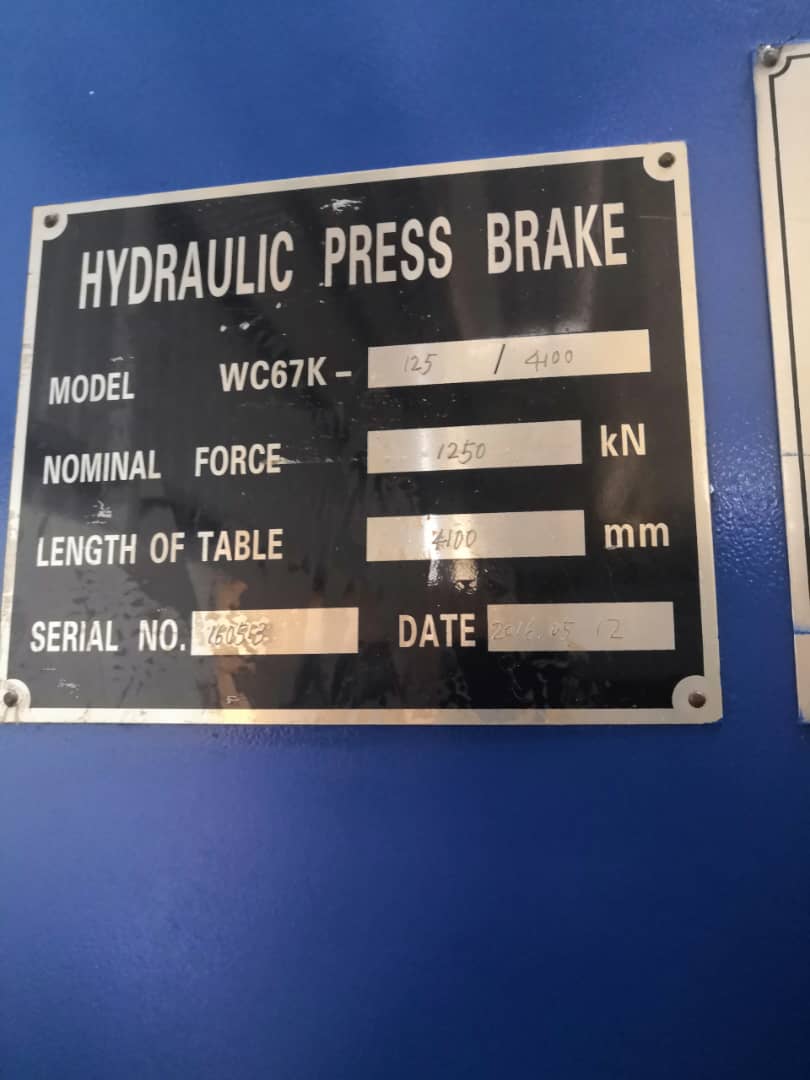 HYDRAULIC PRESS BRAKE
MODEL WC67K- 125 / 4100
NOMINAL FORCE 1250 kN
LENGTH OF TABLE 4100 mm
SERIAL NO. DATE 2016.05 12